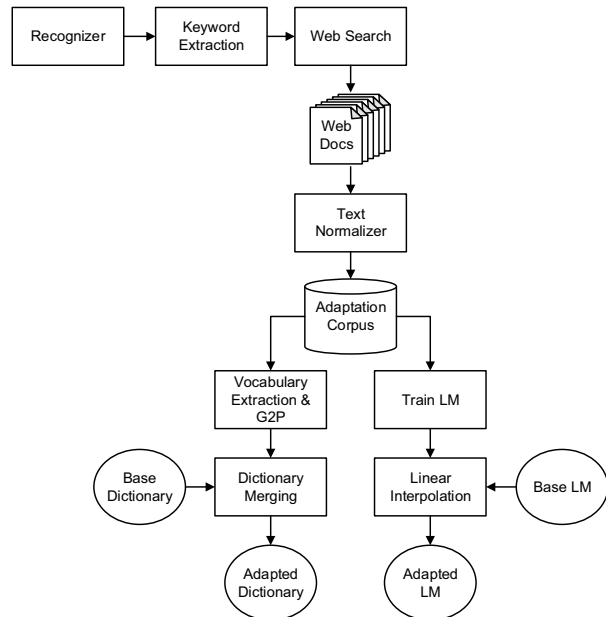 Recognizer
Keyword
Extraction
Web Search
Web
Docs
Text
Normalizer
Adaptation
Corpus
Vocabulary
Extraction &
G2P
Train LM
Base
Dictionary
Dictionary
Merging
Linear
Interpolation
Base LM
Adapted
Dictionary
Adapted
LM